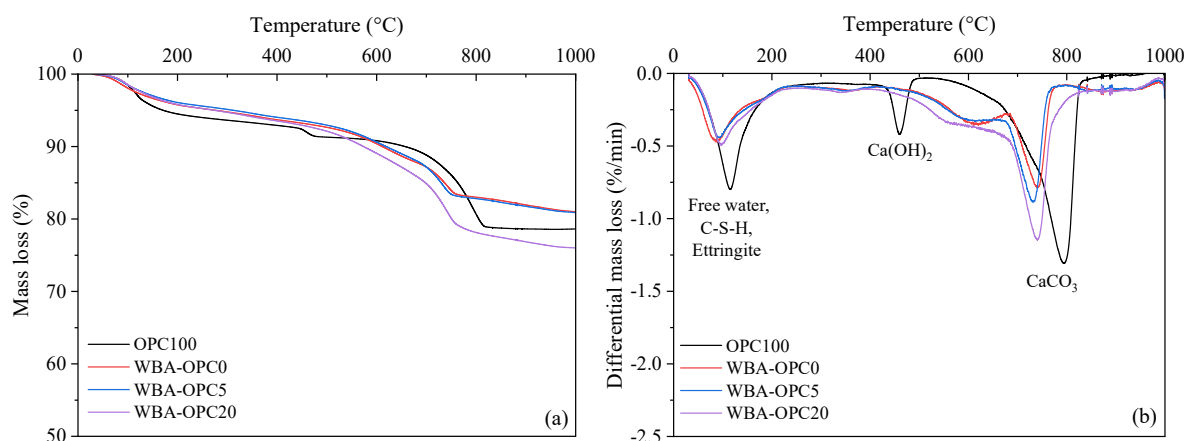 Temperature (°C)
0 200 400 600 800 1000
100
90
80
70
60
50
Mass loss (%)
OPC100
WBA-OPC0
WBA-OPC5
WBA-OPC20
(a)
Temperature (°C)
0 200 400 600 800 1000
0.0
-0.5
-1.0
-1.5
-2.0
-2.5
Differential mass loss (%/min)
Free water,
C-S-H,
Ettringite
Ca(OH)₂
CaCO₃
OPC100
WBA-OPC0
WBA-OPC5
WBA-OPC20
(b)